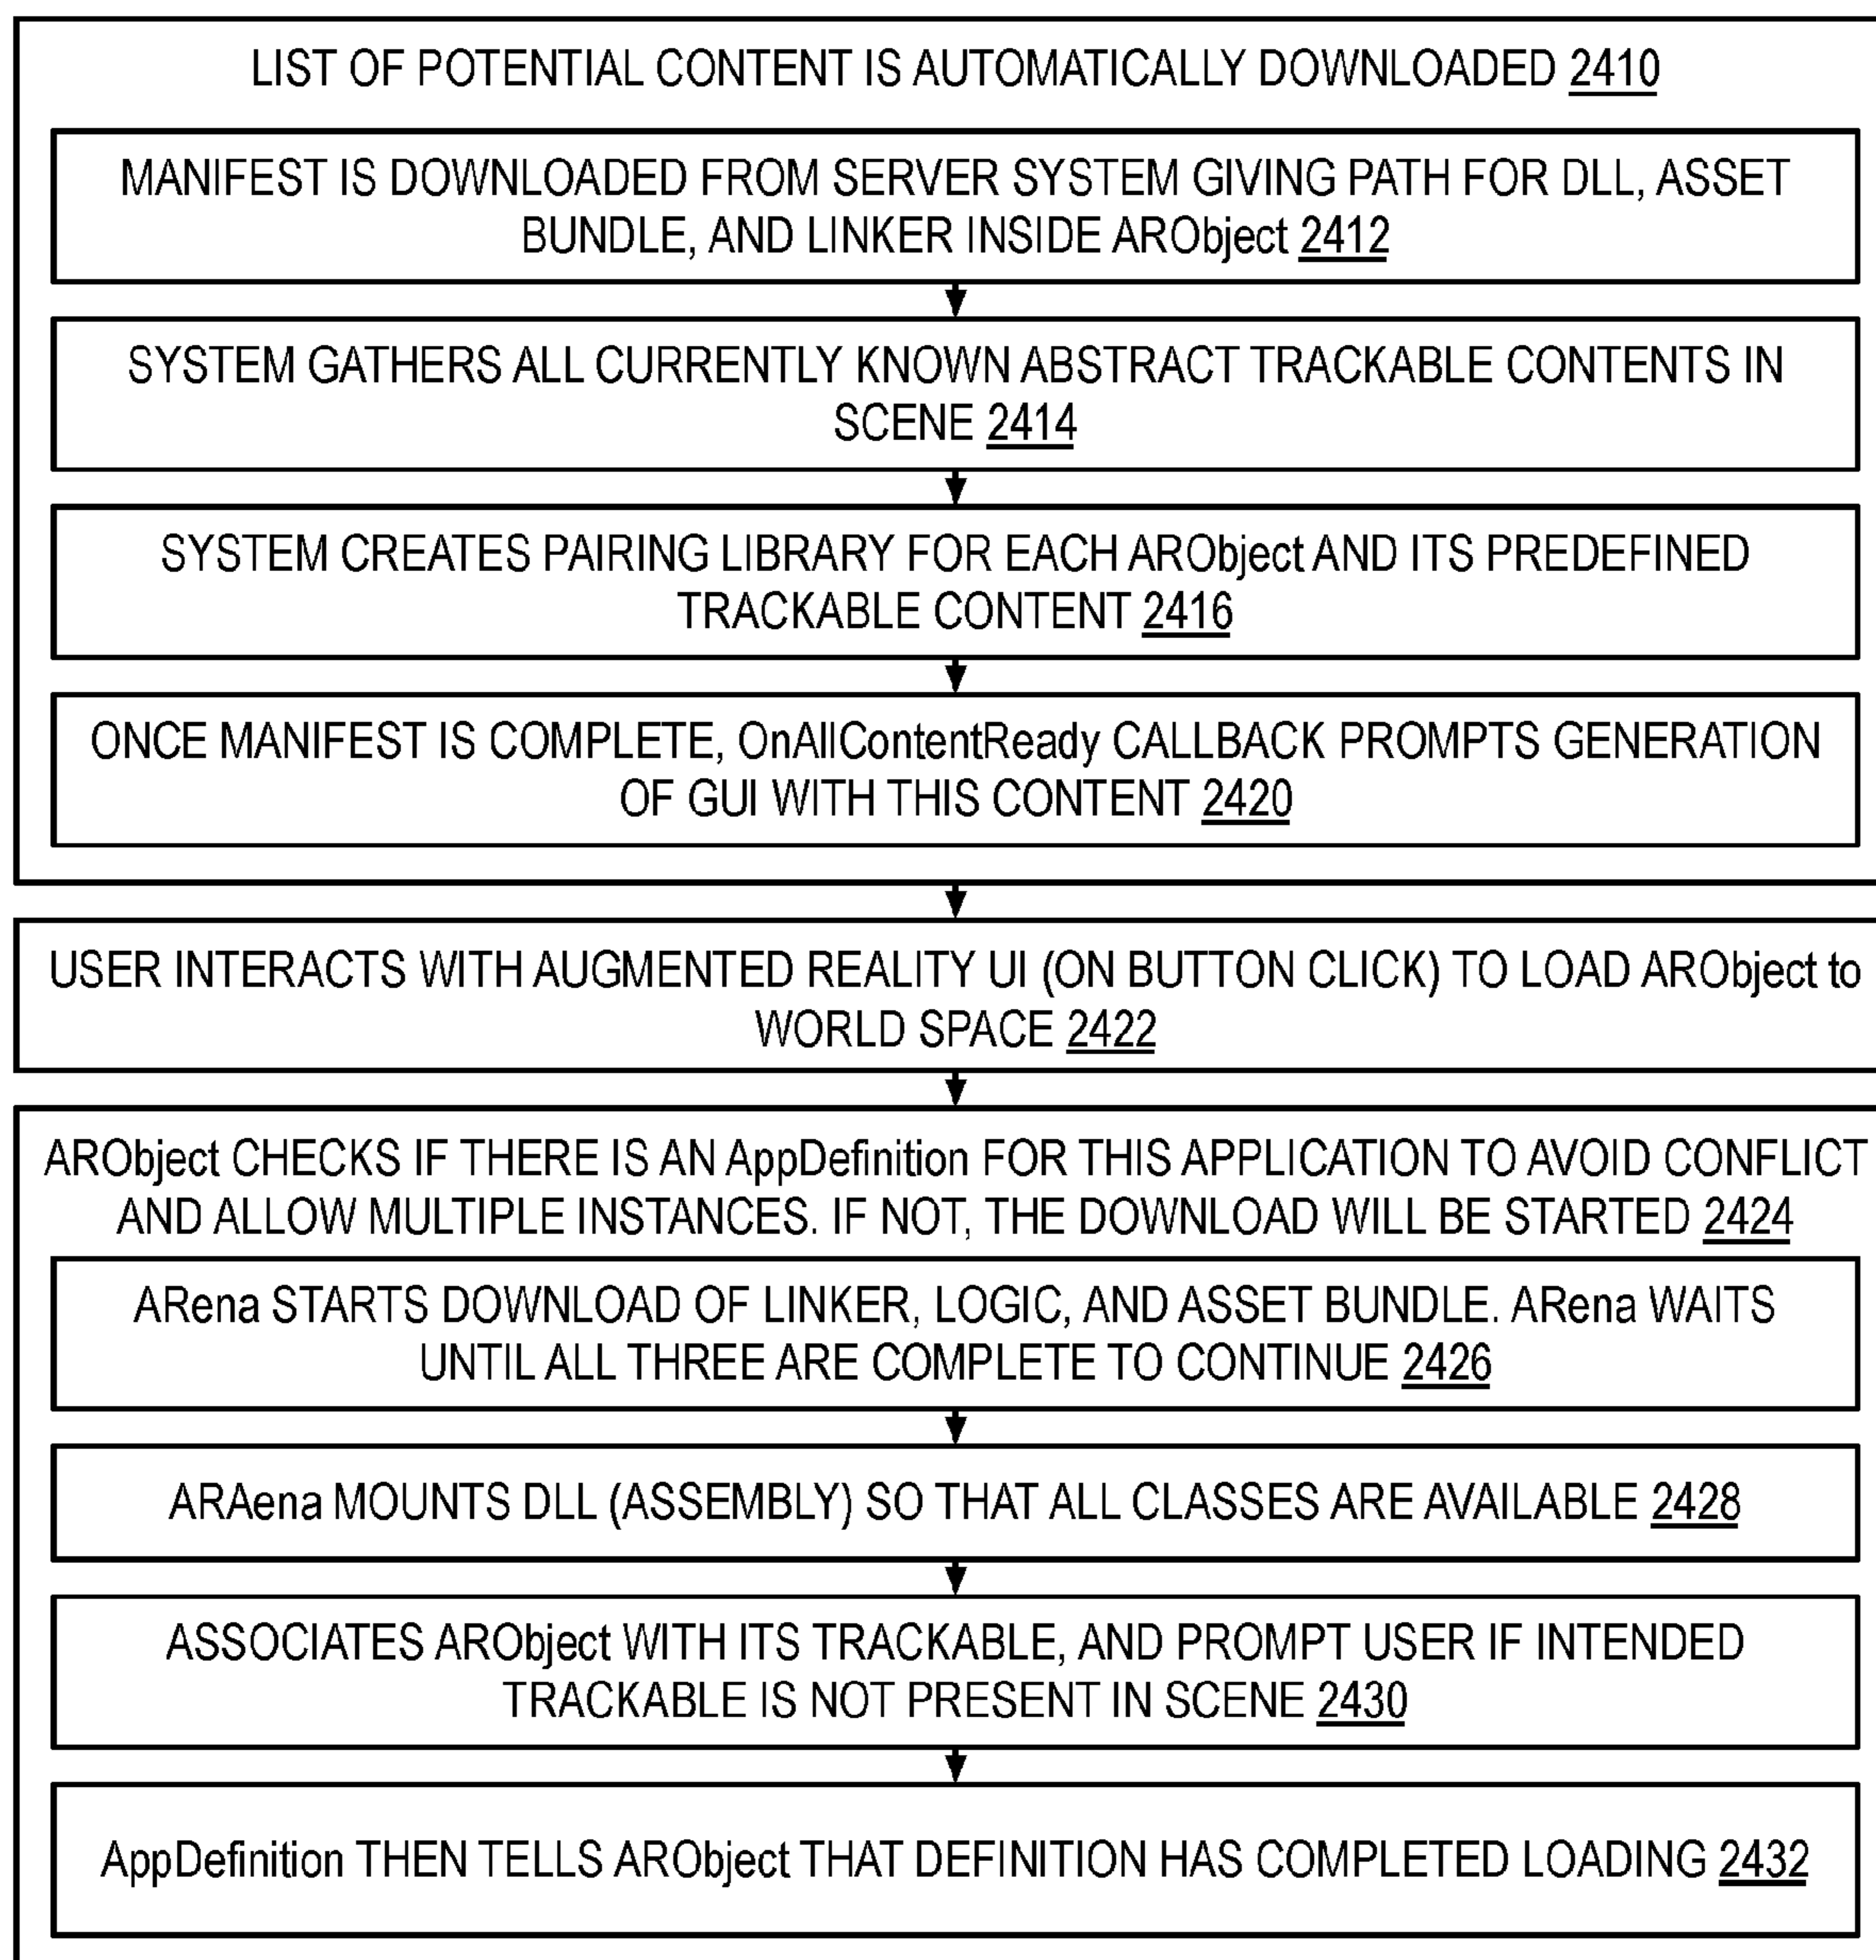 LIST OF POTENTIAL CONTENT IS AUTOMATICALLY DOWNLOADED 2410
MANIFEST IS DOWNLOADED FROM SERVER SYSTEM GIVING PATH FOR DLL, ASSET
BUNDLE, AND LINKER INSIDE ARObject 2412
SYSTEM GATHERS ALL CURRENTLY KNOWN ABSTRACT TRACKABLE CONTENTS IN
SCENE 2414
SYSTEM CREATES PAIRING LIBRARY FOR EACH ARObject AND ITS PREDEFINED
TRACKABLE CONTENT 2416
ONCE MANIFEST IS COMPLETE, OnAllContentReady CALLBACK PROMPTS GENERATION
OF GUI WITH THIS CONTENT 2420
USER INTERACTS WITH AUGMENTED REALITY UI (ON BUTTON CLICK) TO LOAD ARObject to
WORLD SPACE 2422
ARObject CHECKS IF THERE IS AN AppDefinition FOR THIS APPLICATION TO AVOID CONFLICT
AND ALLOW MULTIPLE INSTANCES. IF NOT, THE DOWNLOAD WILL BE STARTED 2424
ARena STARTS DOWNLOAD OF LINKER, LOGIC, AND ASSET BUNDLE. ARena WAITS
UNTIL ALL THREE ARE COMPLETE TO CONTINUE 2426
ARAena MOUNTS DLL (ASSEMBLY) SO THAT ALL CLASSES ARE AVAILABLE 2428
ASSOCIATES ARObject WITH ITS TRACKABLE, AND PROMPT USER IF INTENDED
TRACKABLE IS NOT PRESENT IN SCENE 2430
AppDefinition THEN TELLS ARObject THAT DEFINITION HAS COMPLETED LOADING 2432